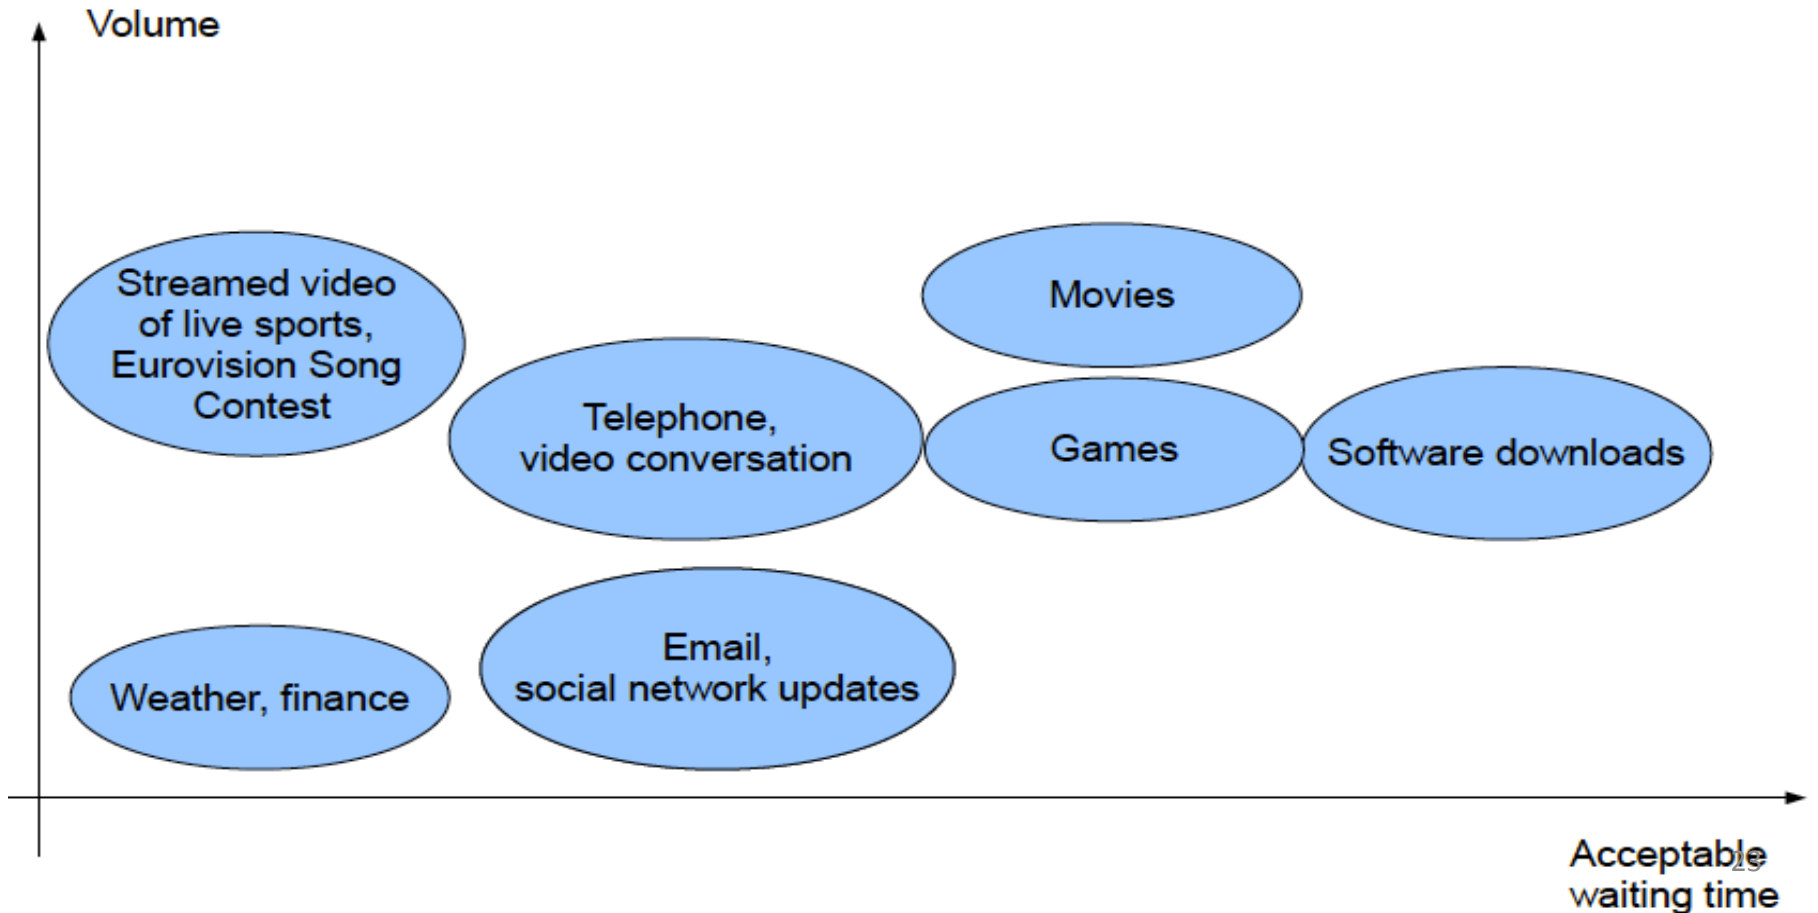 Volume
Streamed video
of live sports,
Eurovision Song
Contest
Movies
Telephone,
video conversation
Games
Software downloads
Email,
social network updates
Weather, finance
Acceptable
23
waiting time